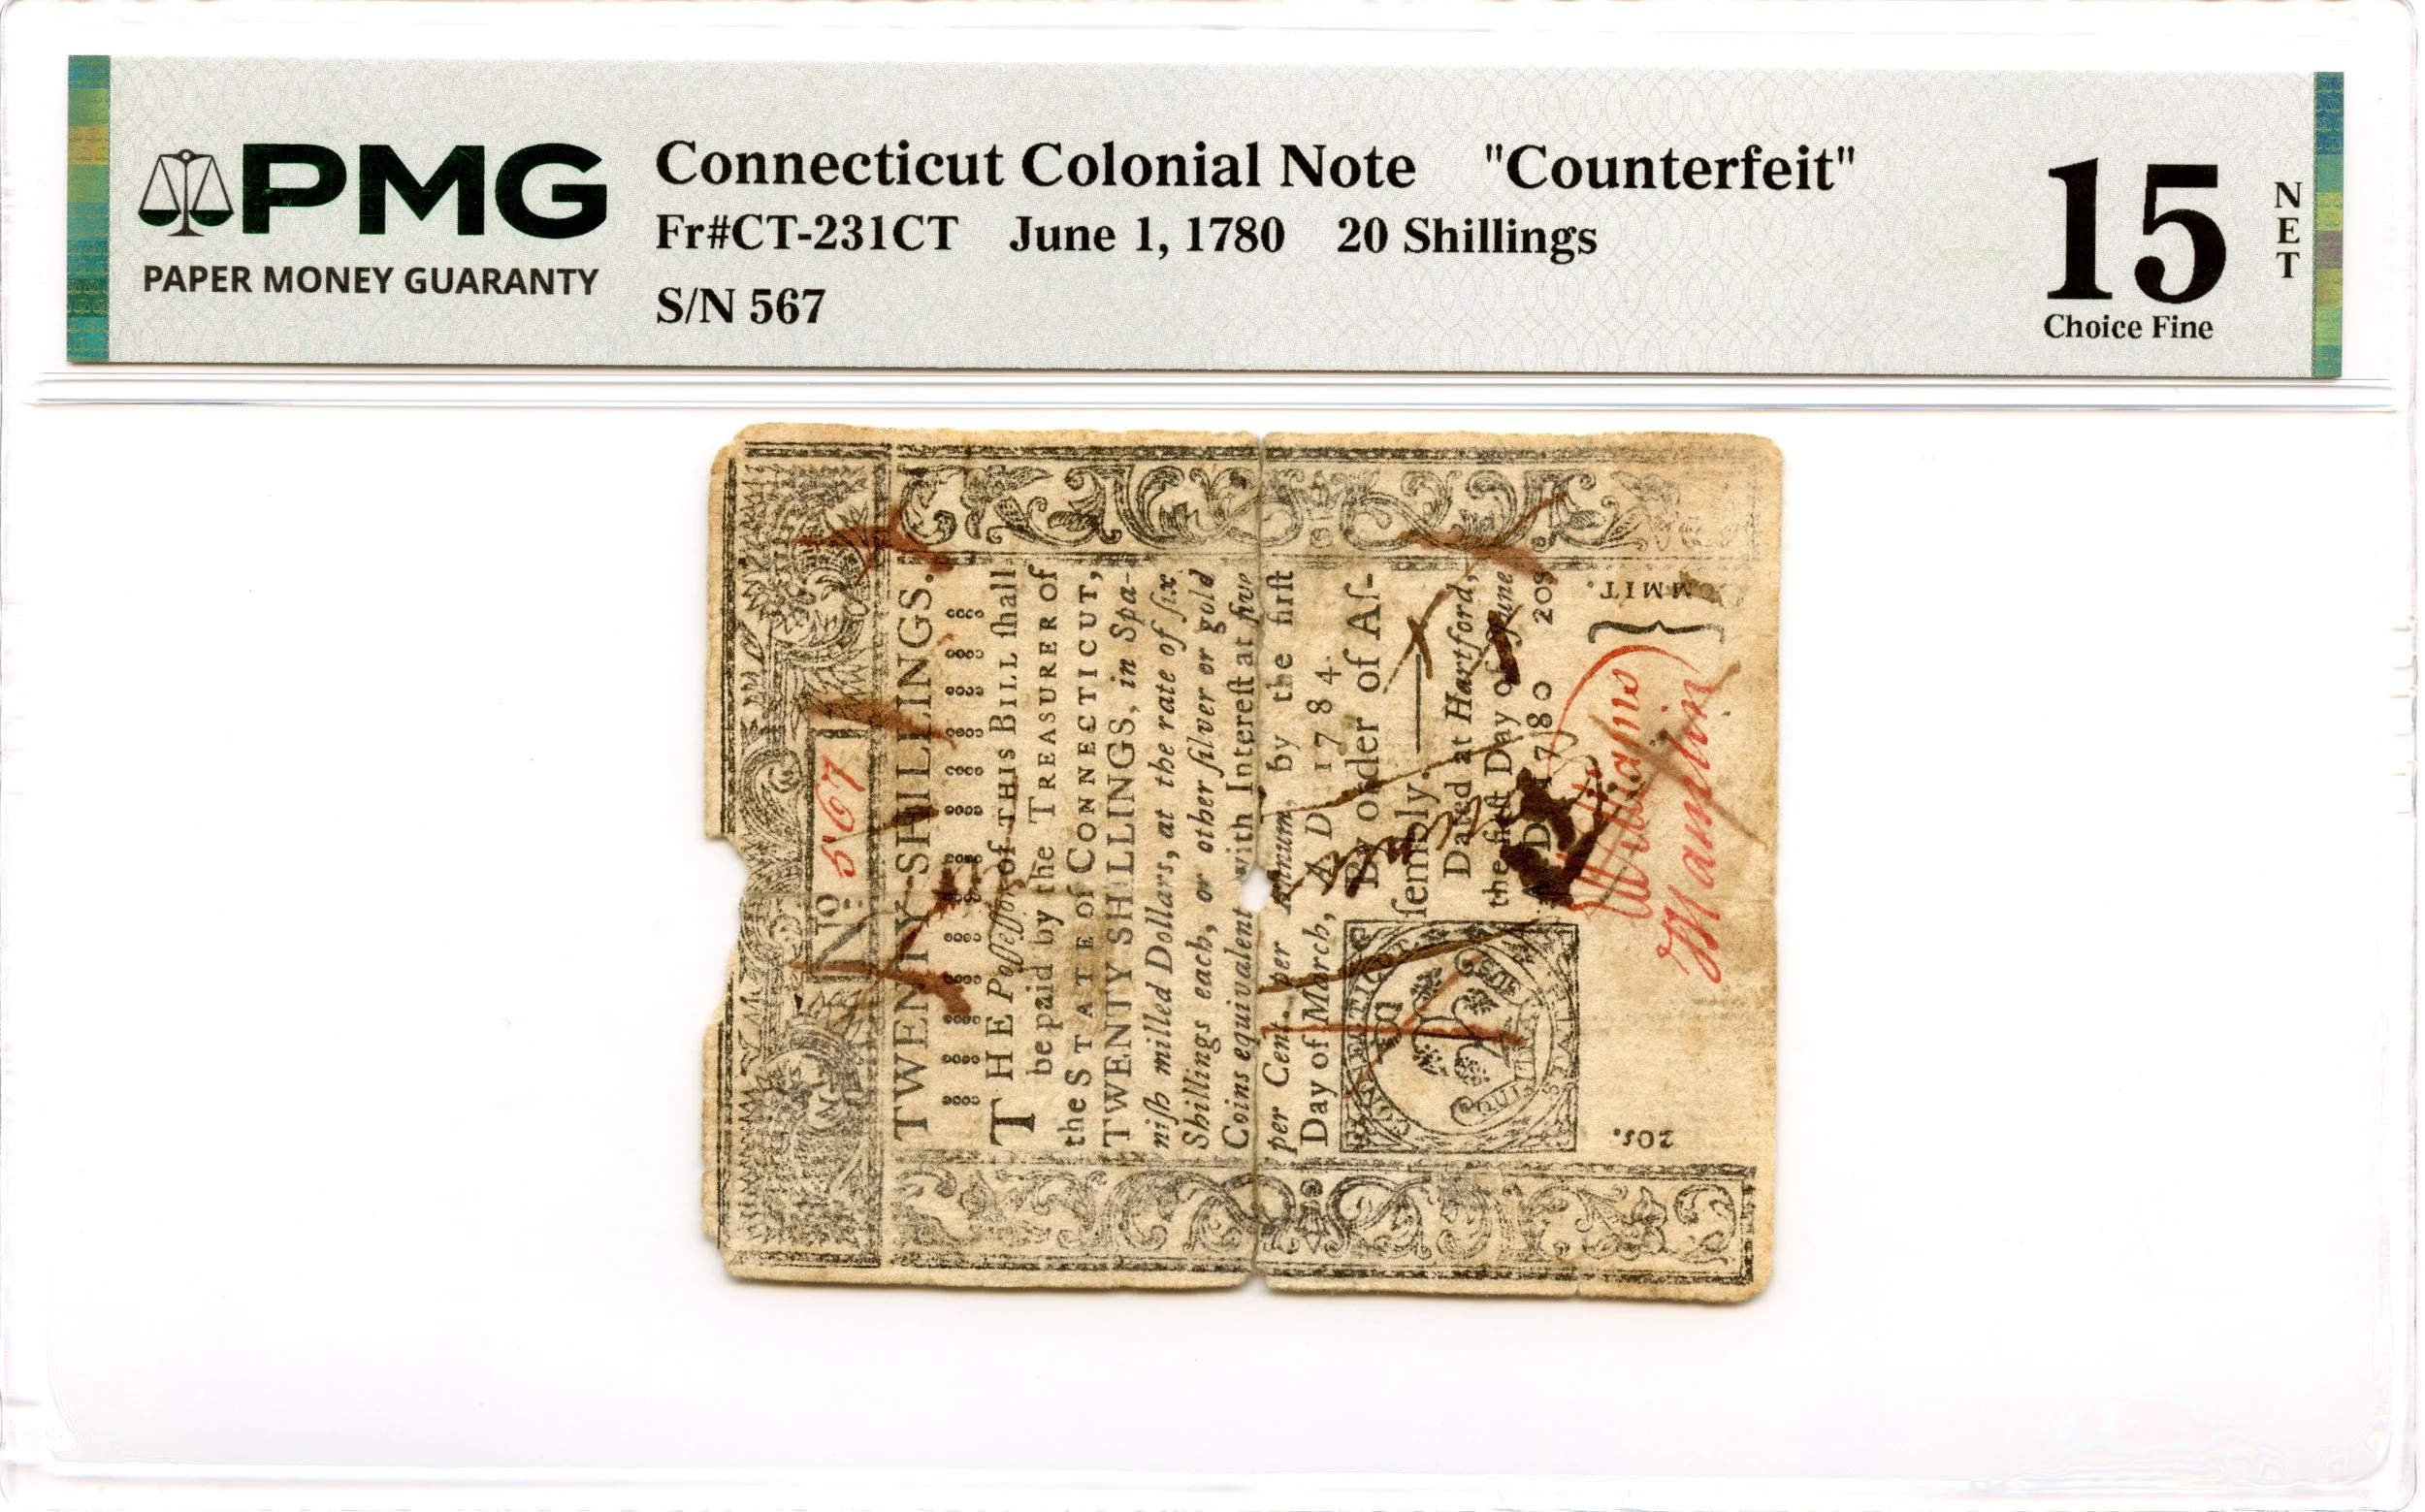 PMG
PAPER MONEY GUARANTY
Connecticut Colonial Note "Counterfeit"
Fr#CT-231CT June 1, 1780 20 Shillings
S/N 567
15
NET
Choice Fine
No: 567
TWENTY SHILLINGS.
THE Poſſeſſor of THIS BILL ſhall
be paid by the TREASURER OF
the STATE of CONNECTICUT,
TWENTY SHILLINGS, in Spa-
niſh milled Dollars, at the rate of ſix
Shillings each, or other ſilver or gold
Coins equivalent with Intereſt at five
per Cent. per Annum, by the firſt
Day of March, A D 1784.
By order of Aſ-
ſembly.
Dated at Hartford,
the firſt Day of June
A D 1780 20s
20s.
MMIT.
Williams